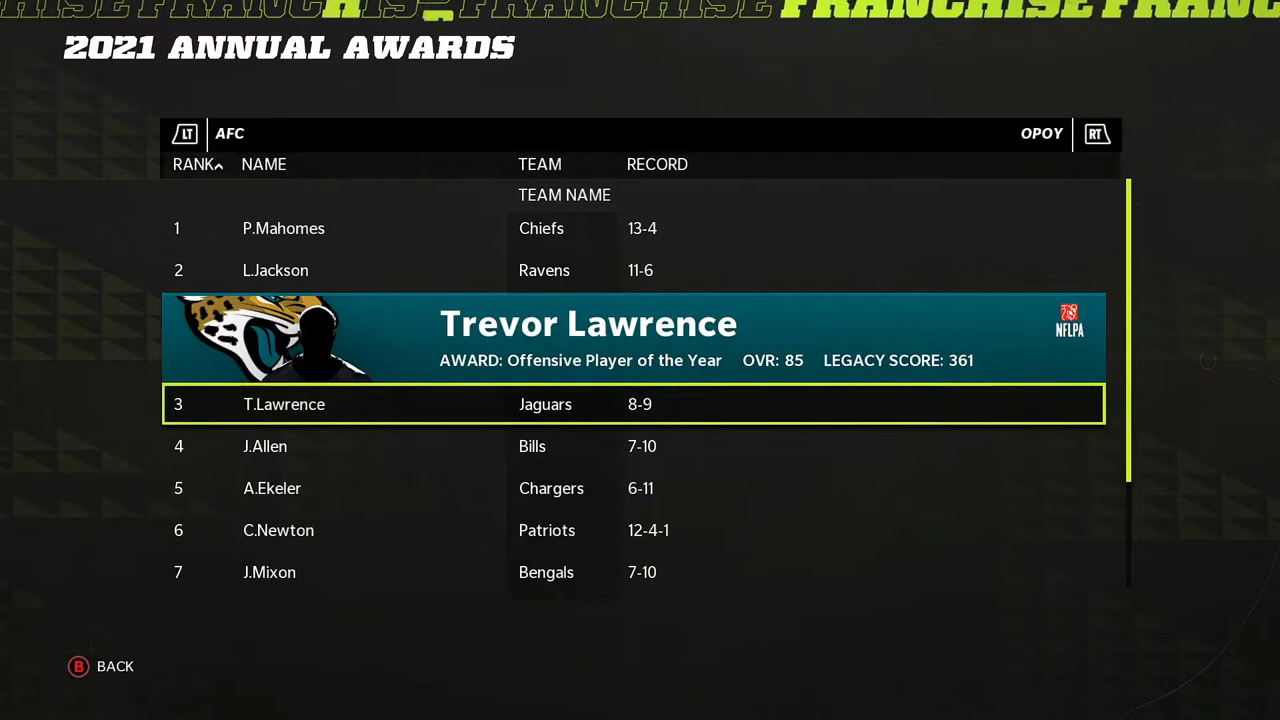 HISE FRANCHISE FRANCHISE FRANCHISE FRANC
2021 ANNUAL AWARDS
LT AFC OPOY RT
RANK NAME TEAM RECORD
TEAM NAME
1 P.Mahomes Chiefs 13-4
2 L.Jackson Ravens 11-6
Trevor Lawrence
NFLPA
AWARD: Offensive Player of the Year OVR: 85 LEGACY SCORE: 361
3 T.Lawrence Jaguars 8-9
4 J.Allen Bills 7-10
5 A.Ekeler Chargers 6-11
6 C.Newton Patriots 12-4-1
7 J.Mixon Bengals 7-10
B BACK